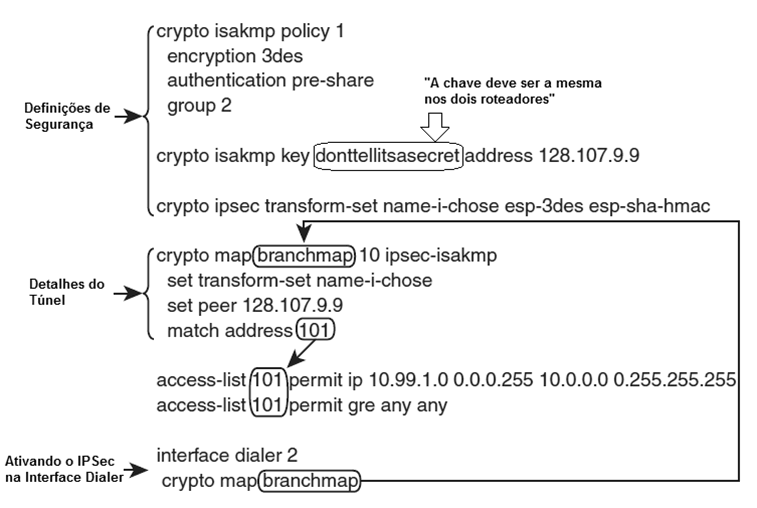 crypto isakmp policy 1
encryption 3des
authentication pre-share
group 2
"A chave deve ser a mesma
nos dois roteadores"
Definições de
Segurança
crypto isakmp key donttellitsasecret address 128.107.9.9
crypto ipsec transform-set name-i-chose esp-3des esp-sha-hmac
crypto map branchmap 10 ipsec-isakmp
set transform-set name-i-chose
set peer 128.107.9.9
match address 101
Detalhes do
Túnel
access-list 101 permit ip 10.99.1.0 0.0.0.255 10.0.0.0 0.255.255.255
access-list 101 permit gre any any
Ativando o IPSec
na Interface Dialer
interface dialer 2
crypto map branchmap